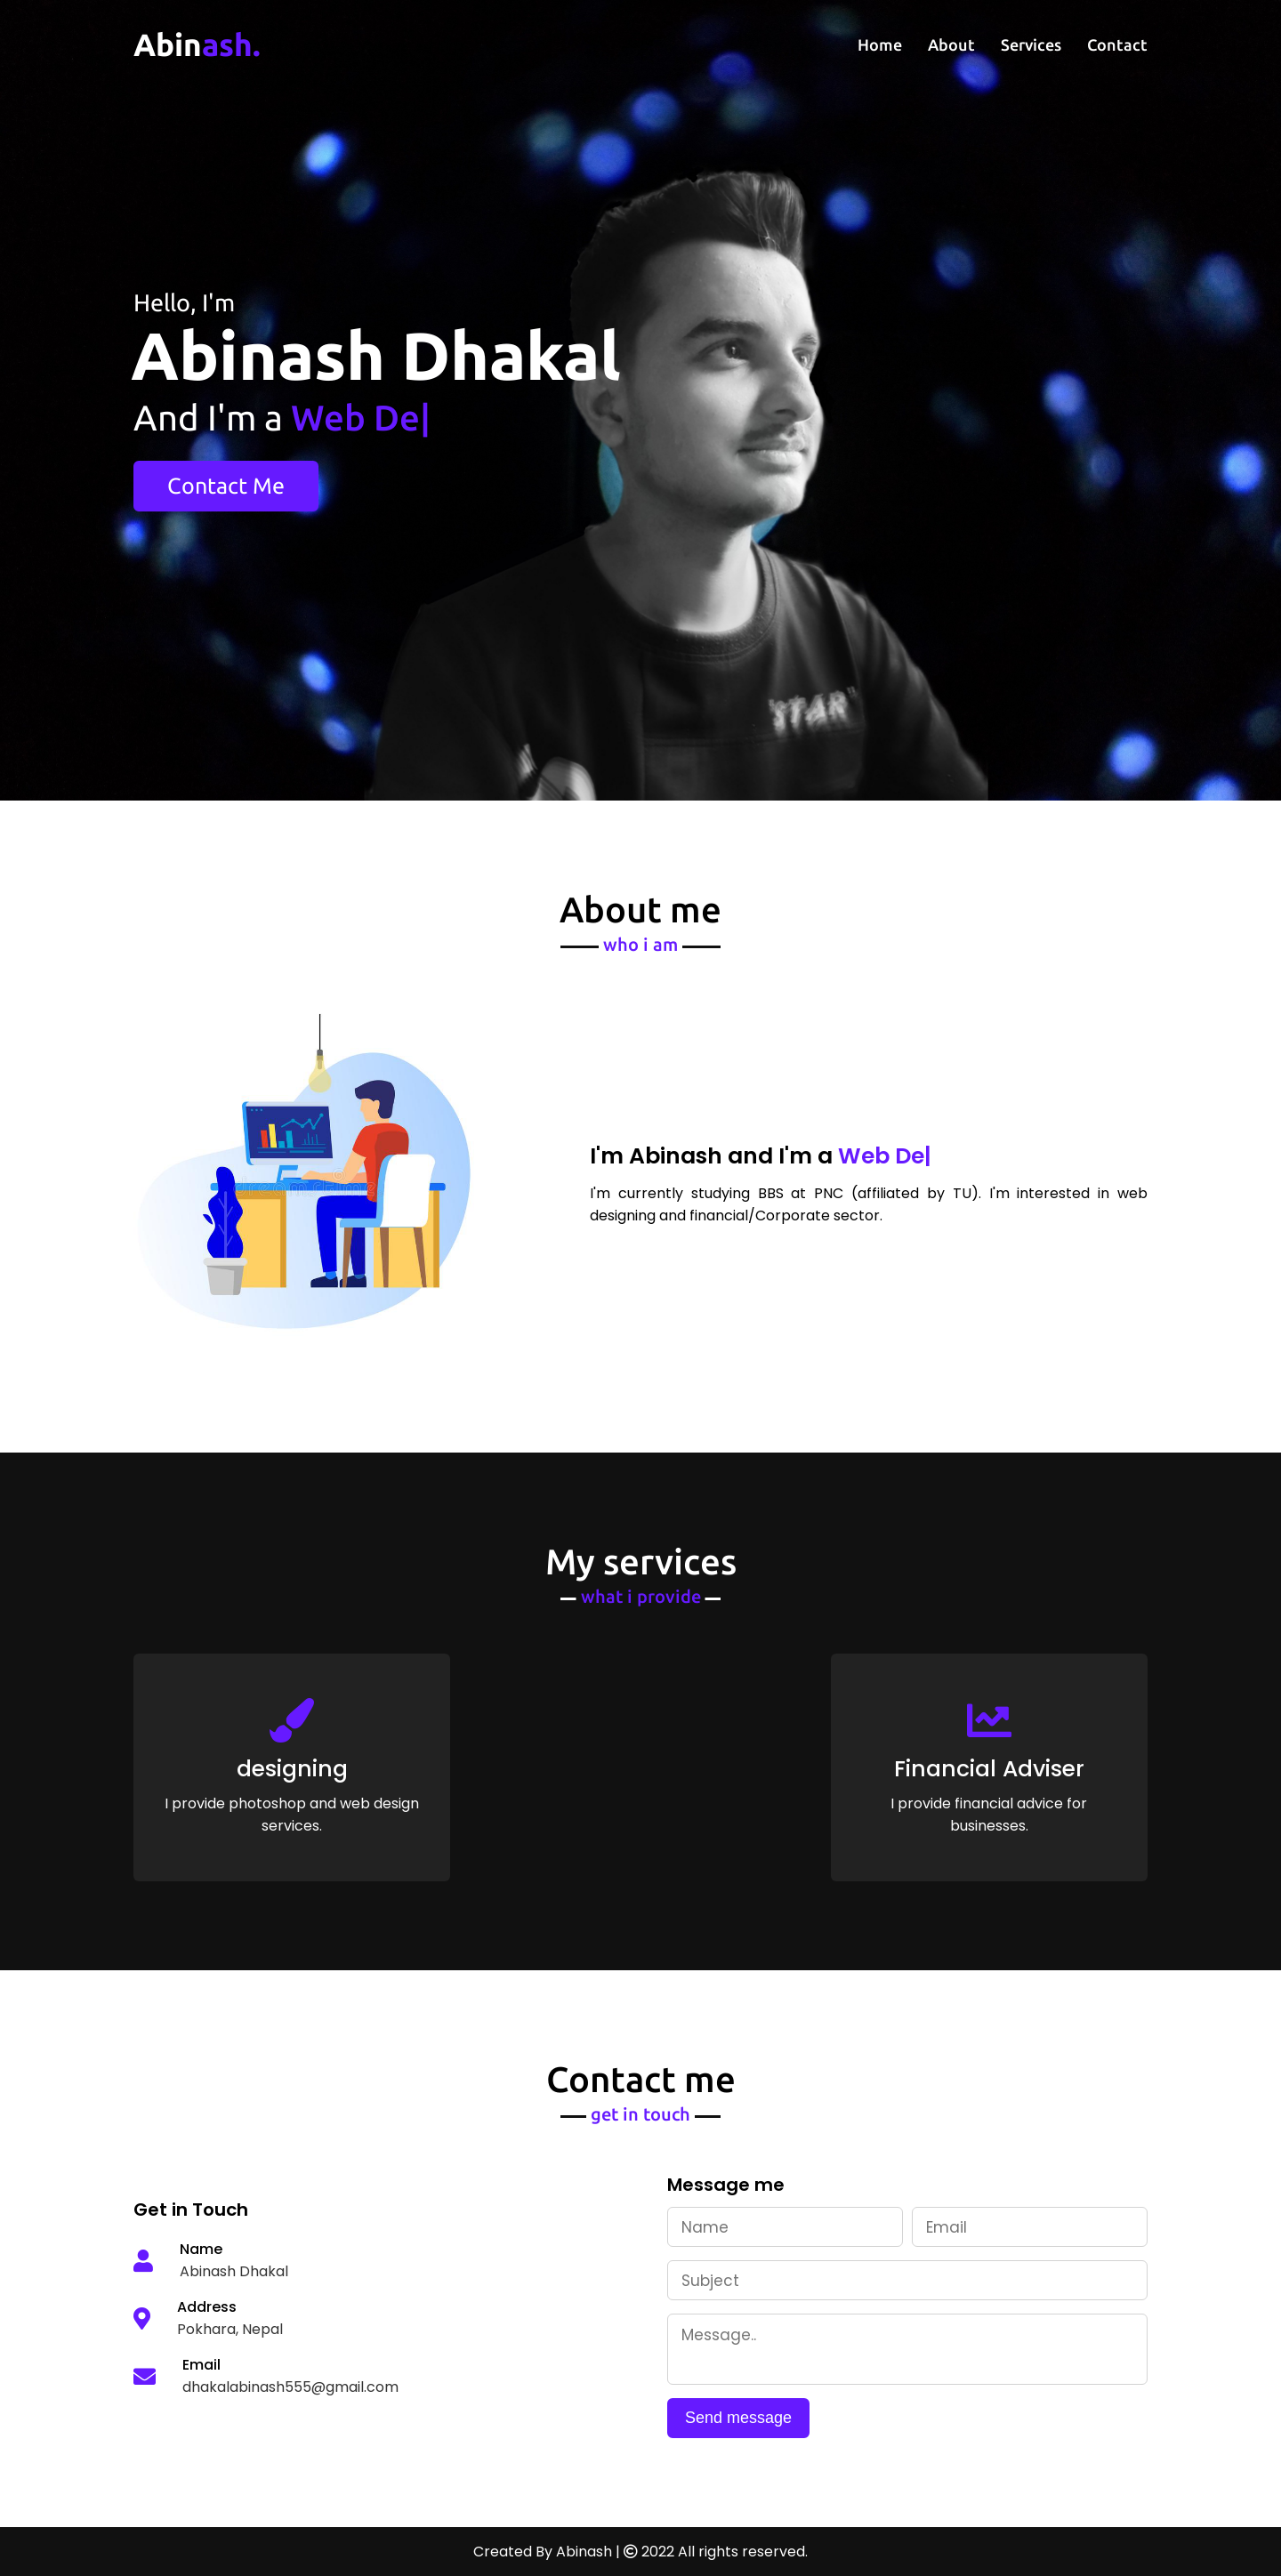 Abinash.
Home About Services Contact
Hello, I'm
Abinash Dhakal
And I'm a Web De|
Contact Me
STAR
About me
who i am
I'm Abinash and I'm a Web De|
I'm currently studying BBS at PNC (affiliated by TU). I'm interested in web
designing and financial/Corporate sector.
My services
what i provide
designing
I provide photoshop and web design
services.
Financial Adviser
I provide financial advice for
businesses.
Contact me
get in touch
Get in Touch
Name
Abinash Dhakal
Address
Pokhara, Nepal
Email
dhakalabinash555@gmail.com
Message me
Name
Email
Subject
Message..
Send message
Created By Abinash | © 2022 All rights reserved.